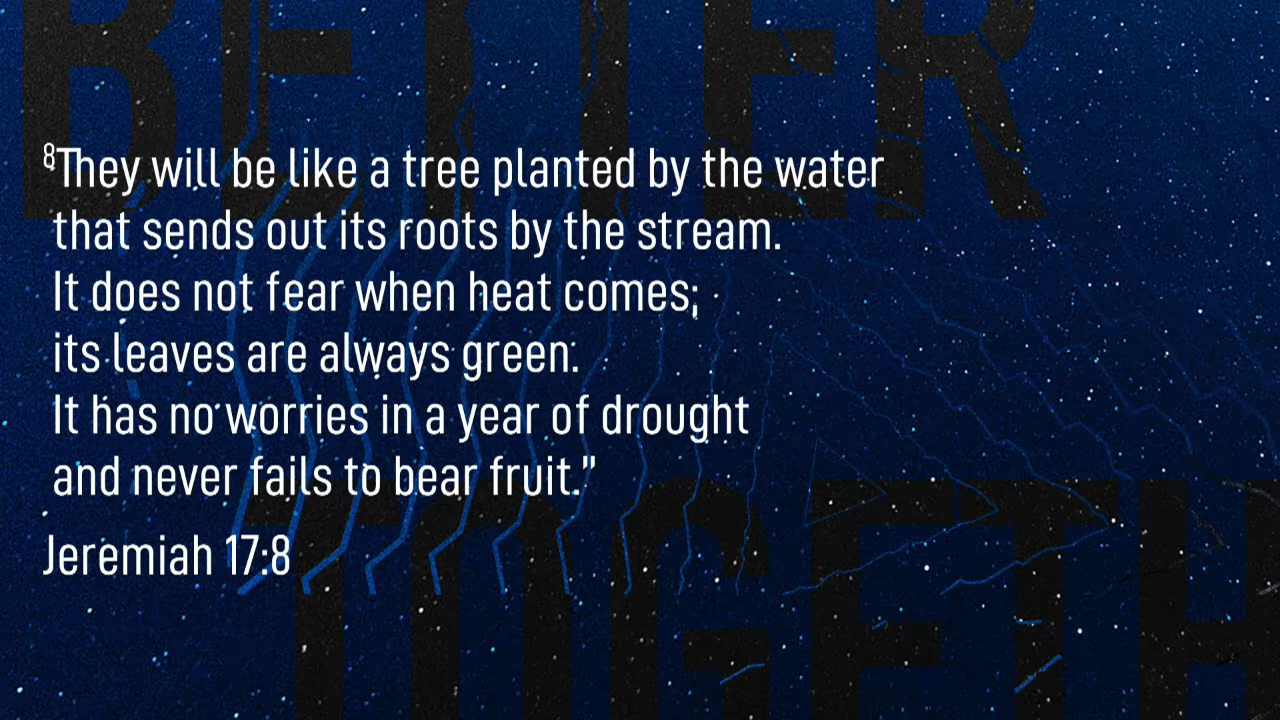 BETTER
⁸They will be like a tree planted by the water
that sends out its roots by the stream.
It does not fear when heat comes;
its leaves are always green.
It has no worries in a year of drought
and never fails to bear fruit.”
Jeremiah 17:8
TOGETH